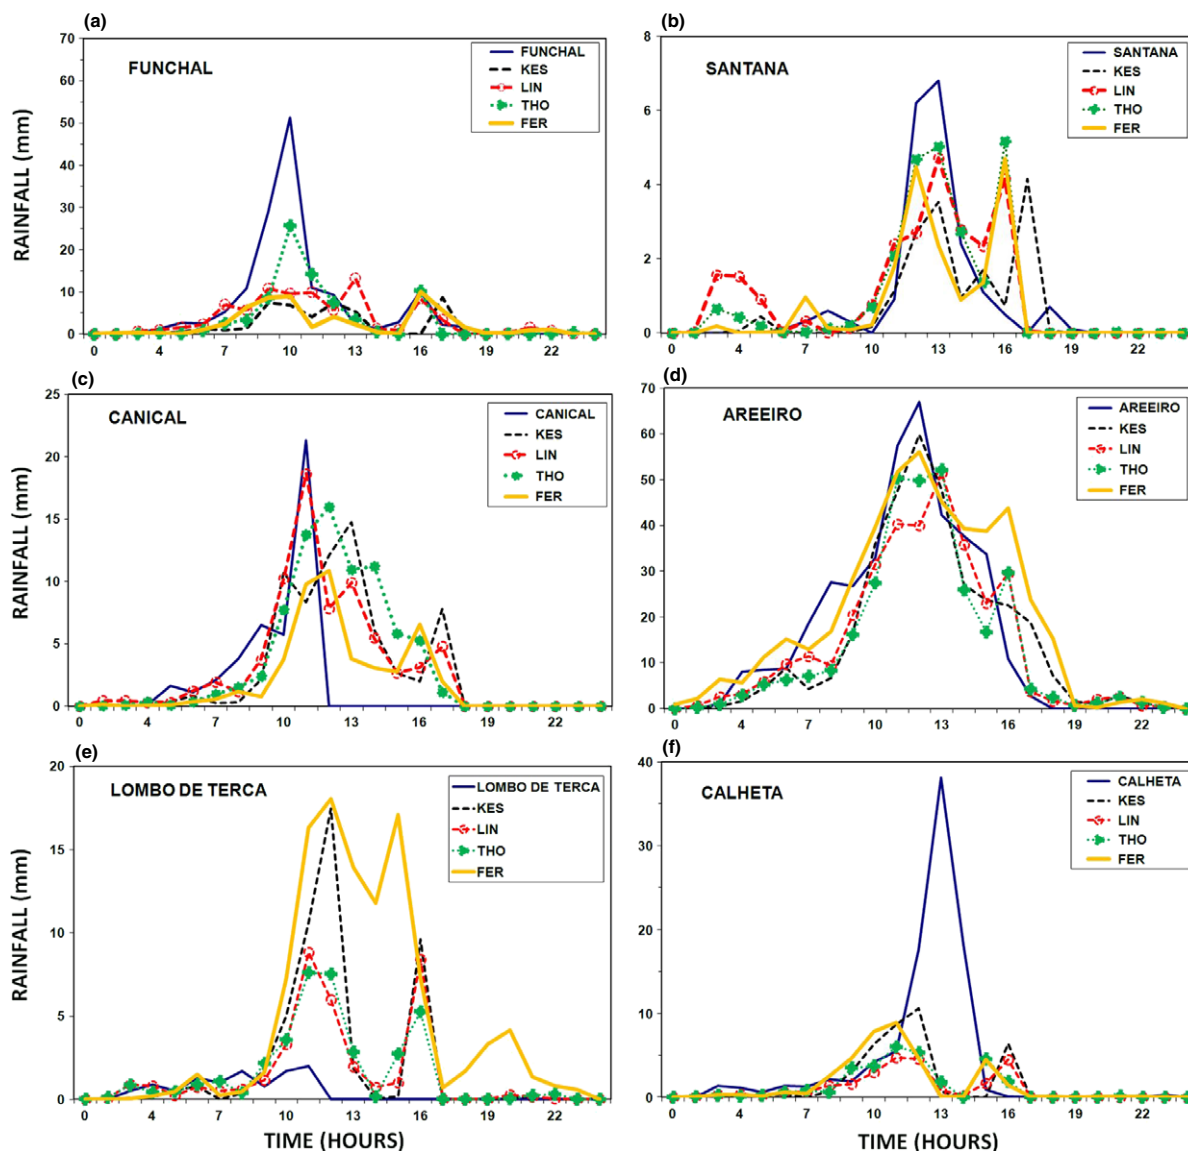 (a)
FUNCHAL
FUNCHAL
KES
LIN
THO
FER
RAINFALL (mm)
70
60
50
40
30
20
10
0
0 7 10 13 16 19 22
(b)
SANTANA
SANTANA
KES
LIN
THO
FER
8
6
4
2
0
0 4 7 10 13 16 19 22
(c)
CANICAL
CANICAL
KES
LIN
THO
FER
RAINFALL (mm)
25
20
15
10
5
0
0 4 7 10 13 16 19 22
(d)
AREEIRO
AREEIRO
KES
LIN
THO
FER
70
60
50
40
30
20
10
0
0 4 7 10 13 16 19 22
(e)
LOMBO DE TERCA
LOMBO DE TERCA
KES
LIN
THO
FER
RAINFALL (mm)
20
15
10
5
0
0 4 7 10 13 16 19 22
TIME (HOURS)
(f)
CALHETA
CALHETA
KES
LIN
THO
FER
40
30
20
10
0
0 4 7 10 13 16 19 22
TIME (HOURS)